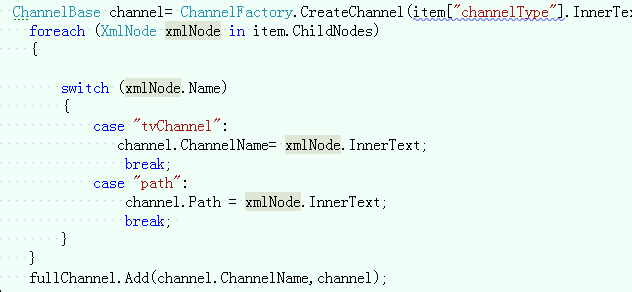 ChannelBase channel= ChannelFactory.CreateChannel(item["channelType"].InnerTe
foreach (XmlNode xmlNode in item.ChildNodes)
{
switch (xmlNode.Name)
{
case "tvChannel":
channel.ChannelName= xmlNode.InnerText;
break;
case "path":
channel.Path = xmlNode.InnerText;
break;
}
}
fullChannel.Add(channel.ChannelName,channel);